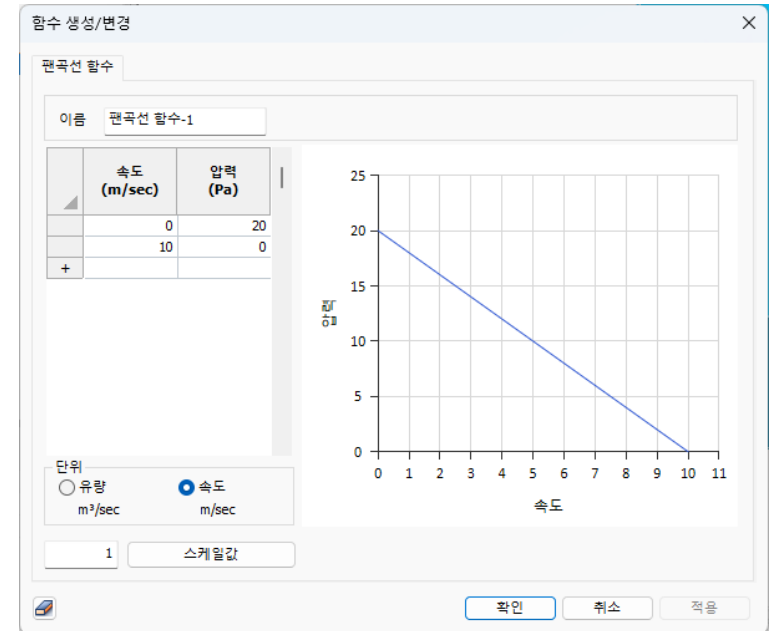 함수 생성/변경
팬곡선 함수
이름 팬곡선 함수-1
속도 (m/sec) 압력 (Pa)
0 20
10 0
+
단위
유량 속도
m³/sec m/sec
1 스케일값
25
20
15
10
5
0
압력
0 1 2 3 4 5 6 7 8 9 10 11
속도
확인 취소 적용